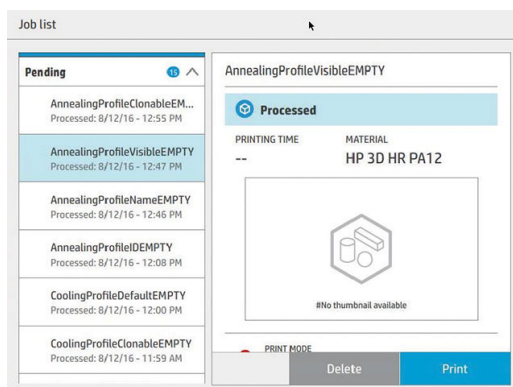 Job list
Pending 15
AnnealingProfileClonableEM...
Processed: 8/12/16 - 12:55 PM
AnnealingProfileVisibleEMPTY
Processed: 8/12/16 - 12:47 PM
AnnealingProfileNameEMPTY
Processed: 8/12/16 - 12:46 PM
AnnealingProfileIDEMPTY
Processed: 8/12/16 - 12:08 PM
CoolingProfileDefaultEMPTY
Processed: 8/12/16 - 12:00 PM
CoolingProfileClonableEMPTY
Processed: 8/12/16 - 11:59 AM
AnnealingProfileVisibleEMPTY
Processed
PRINTING TIME MATERIAL
-- HP 3D HR PA12
#No thumbnail available
PRINT MODE
Delete Print